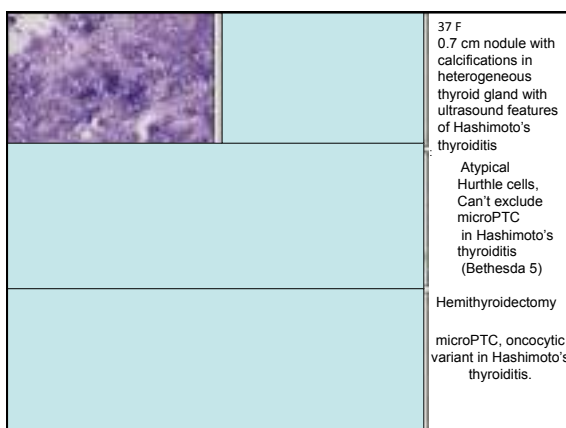 37 F
0.7 cm nodule with
calcifications in
heterogeneous
thyroid gland with
ultrasound features
of Hashimoto's
thyroiditis
:
Atypical
Hurthle cells,
Can't exclude
microPTC
in Hashimoto's
thyroiditis
(Bethesda 5)
Hemithyroidectomy
microPTC, oncocytic
variant in Hashimoto's
thyroiditis.